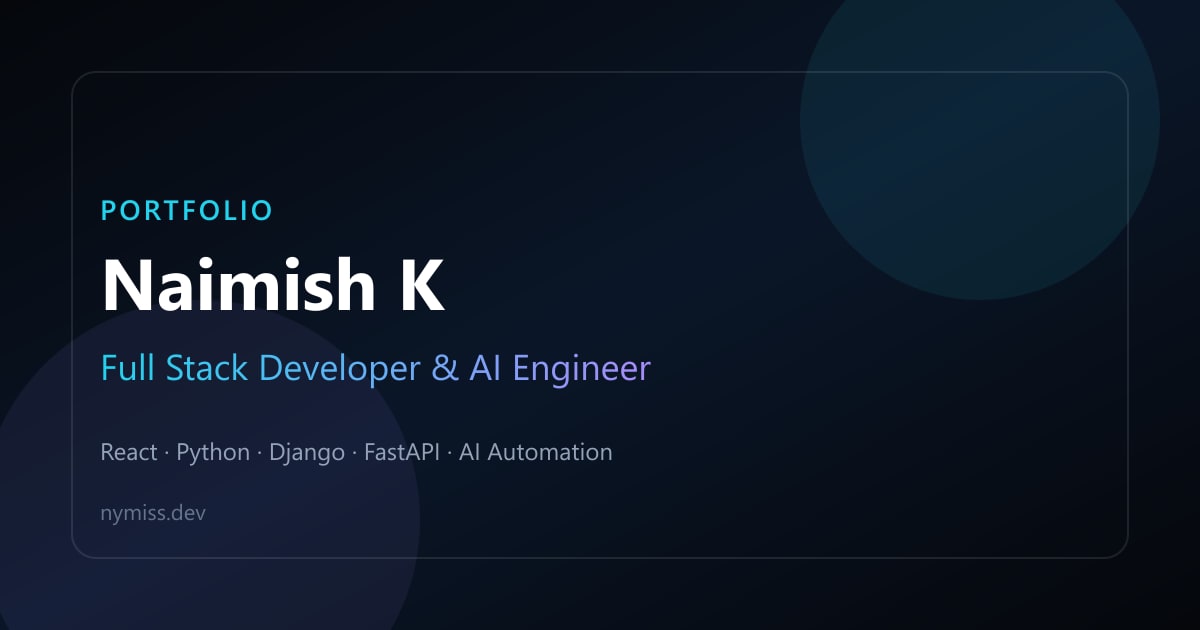 PORTFOLIO
Naimish K
Full Stack Developer & AI Engineer
React · Python · Django · FastAPI · AI Automation
nymiss.dev